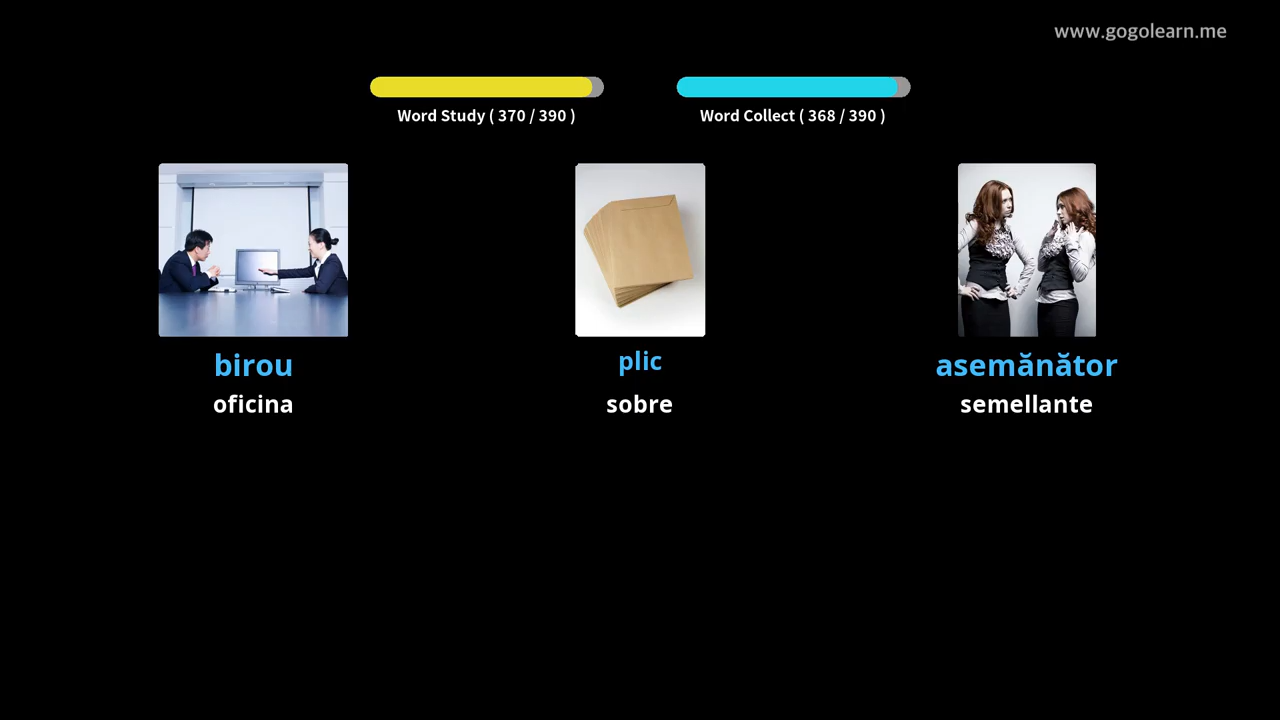 www.gogolearn.me
Word Study ( 370 / 390 )
Word Collect ( 368 / 390 )
birou
plic
asemănător
oficina
sobre
semellante